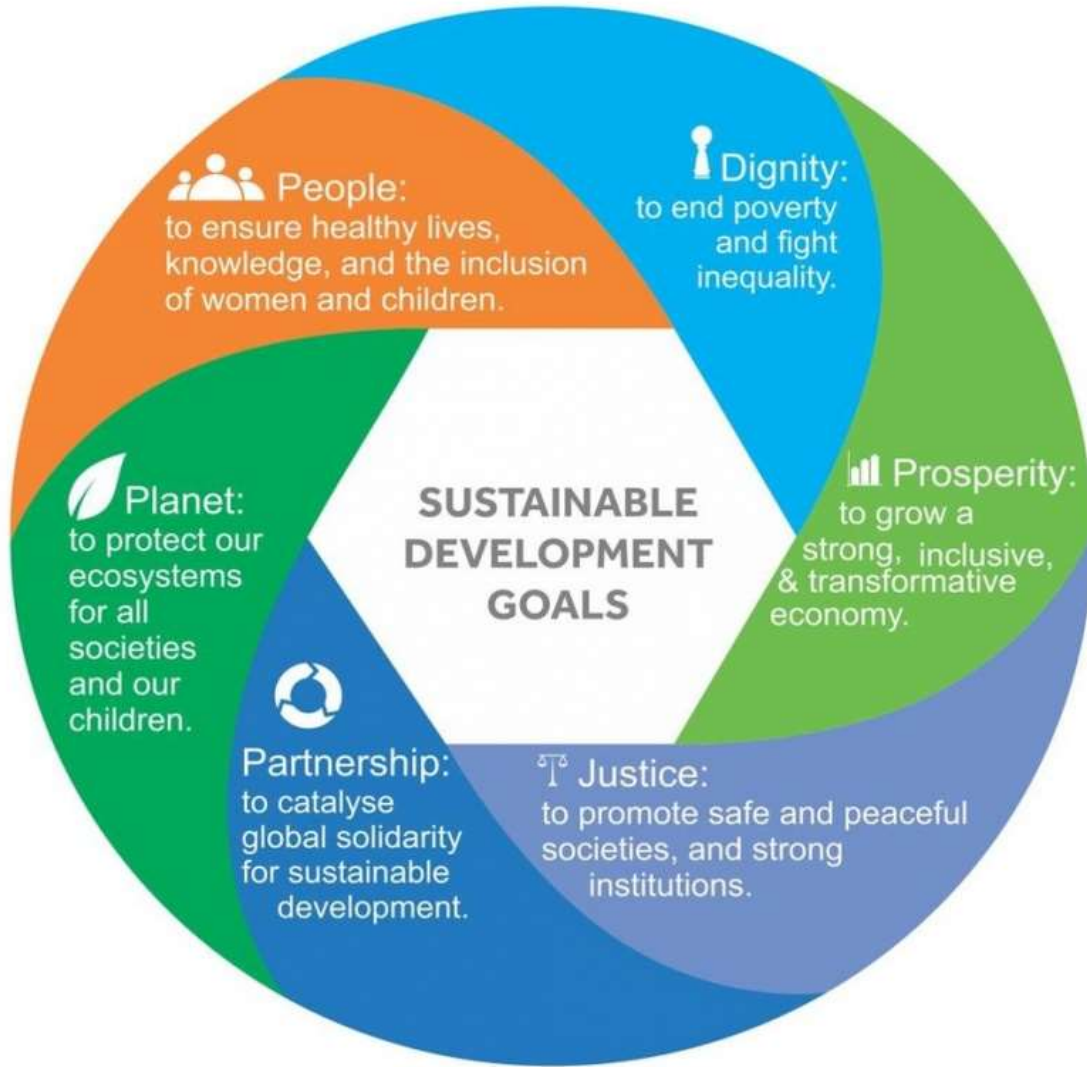 SUSTAINABLE
DEVELOPMENT
GOALS
Dignity:
to end poverty
and fight
inequality.
Prosperity:
to grow a
strong, inclusive,
& transformative
economy.
Justice:
to promote safe and peaceful
societies, and strong
institutions.
Partnership:
to catalyse
global solidarity
for sustainable
development.
Planet:
to protect our
ecosystems
for all
societies
and our
children.
People:
to ensure healthy lives,
knowledge, and the inclusion
of women and children.